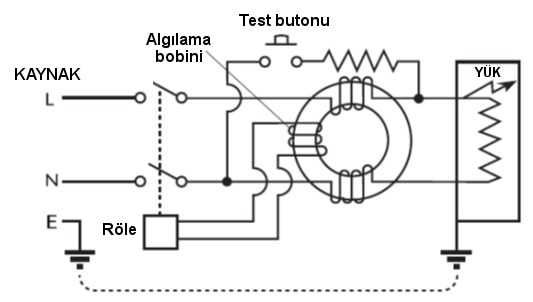 Test butonu
Algılama
bobini
YÜK
KAYNAK
L
N
E
Röle